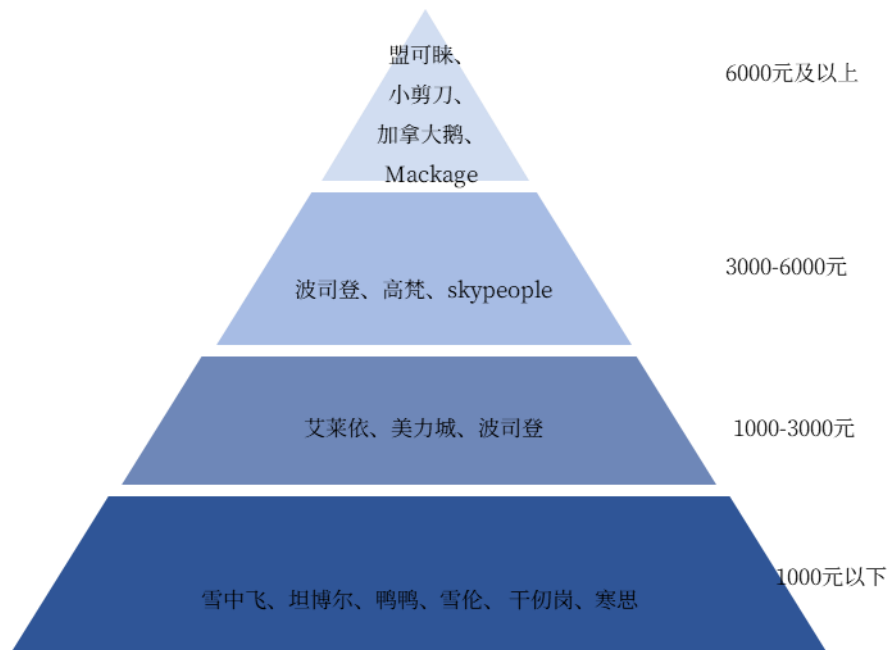 盟可睐、
小剪刀、
加拿大鹅、
Mackage
6000元及以上
波司登、高梵、skypeople
3000-6000元
艾莱依、美力城、波司登
1000-3000元
雪中飞、坦博尔、鸭鸭、雪伦、 干仞岗、寒思
1000元以下